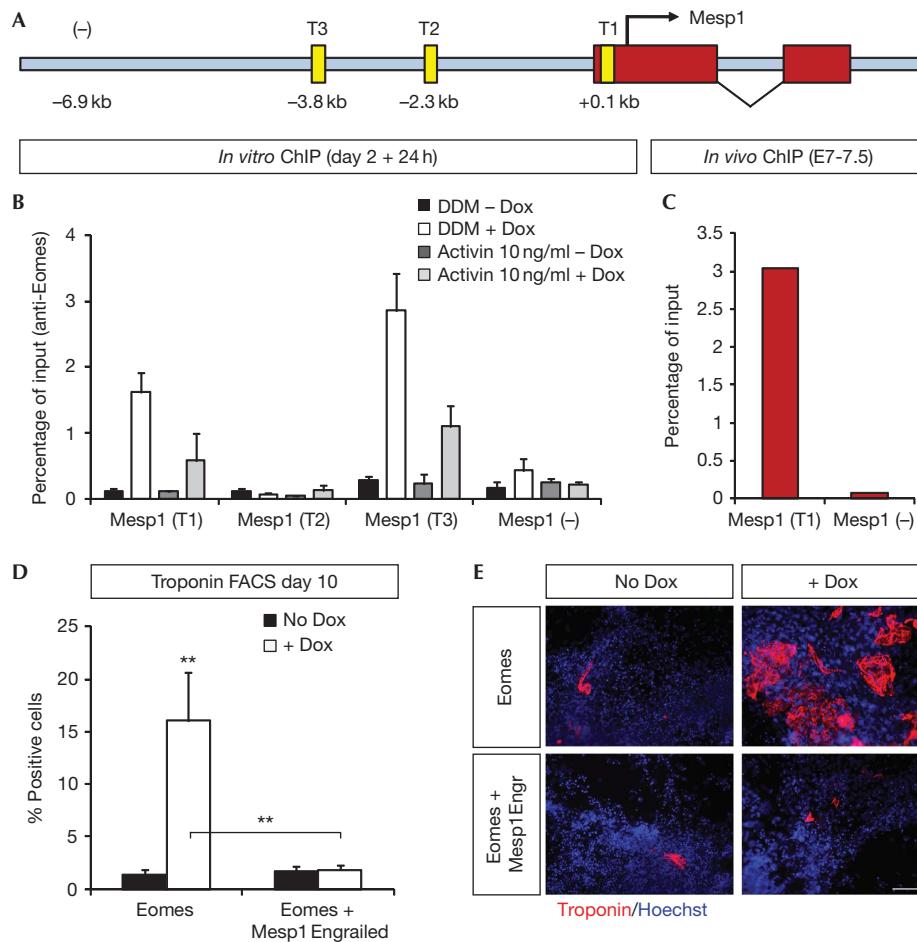 A
(–)
T3
T2
T1
Mesp1
–6.9 kb
–3.8 kb
–2.3 kb
+0.1 kb
In vitro ChIP (day 2 + 24 h)
In vivo ChIP (E7-7.5)
B
DDM – Dox
DDM + Dox
Activin 10 ng/ml – Dox
Activin 10 ng/ml + Dox
Percentage of input (anti-Eomes)
4
3
2
1
0
Mesp1 (T1)
Mesp1 (T2)
Mesp1 (T3)
Mesp1 (–)
C
Percentage of input
3.5
3
2.5
2
1.5
1
0.5
0
Mesp1 (T1)
Mesp1 (–)
D
Troponin FACS day 10
No Dox
+ Dox
% Positive cells
25
20
15
10
5
0
**
**
Eomes
Eomes +
Mesp1 Engrailed
E
No Dox
+ Dox
Eomes
Eomes +
Mesp1 Engr
Troponin/Hoechst